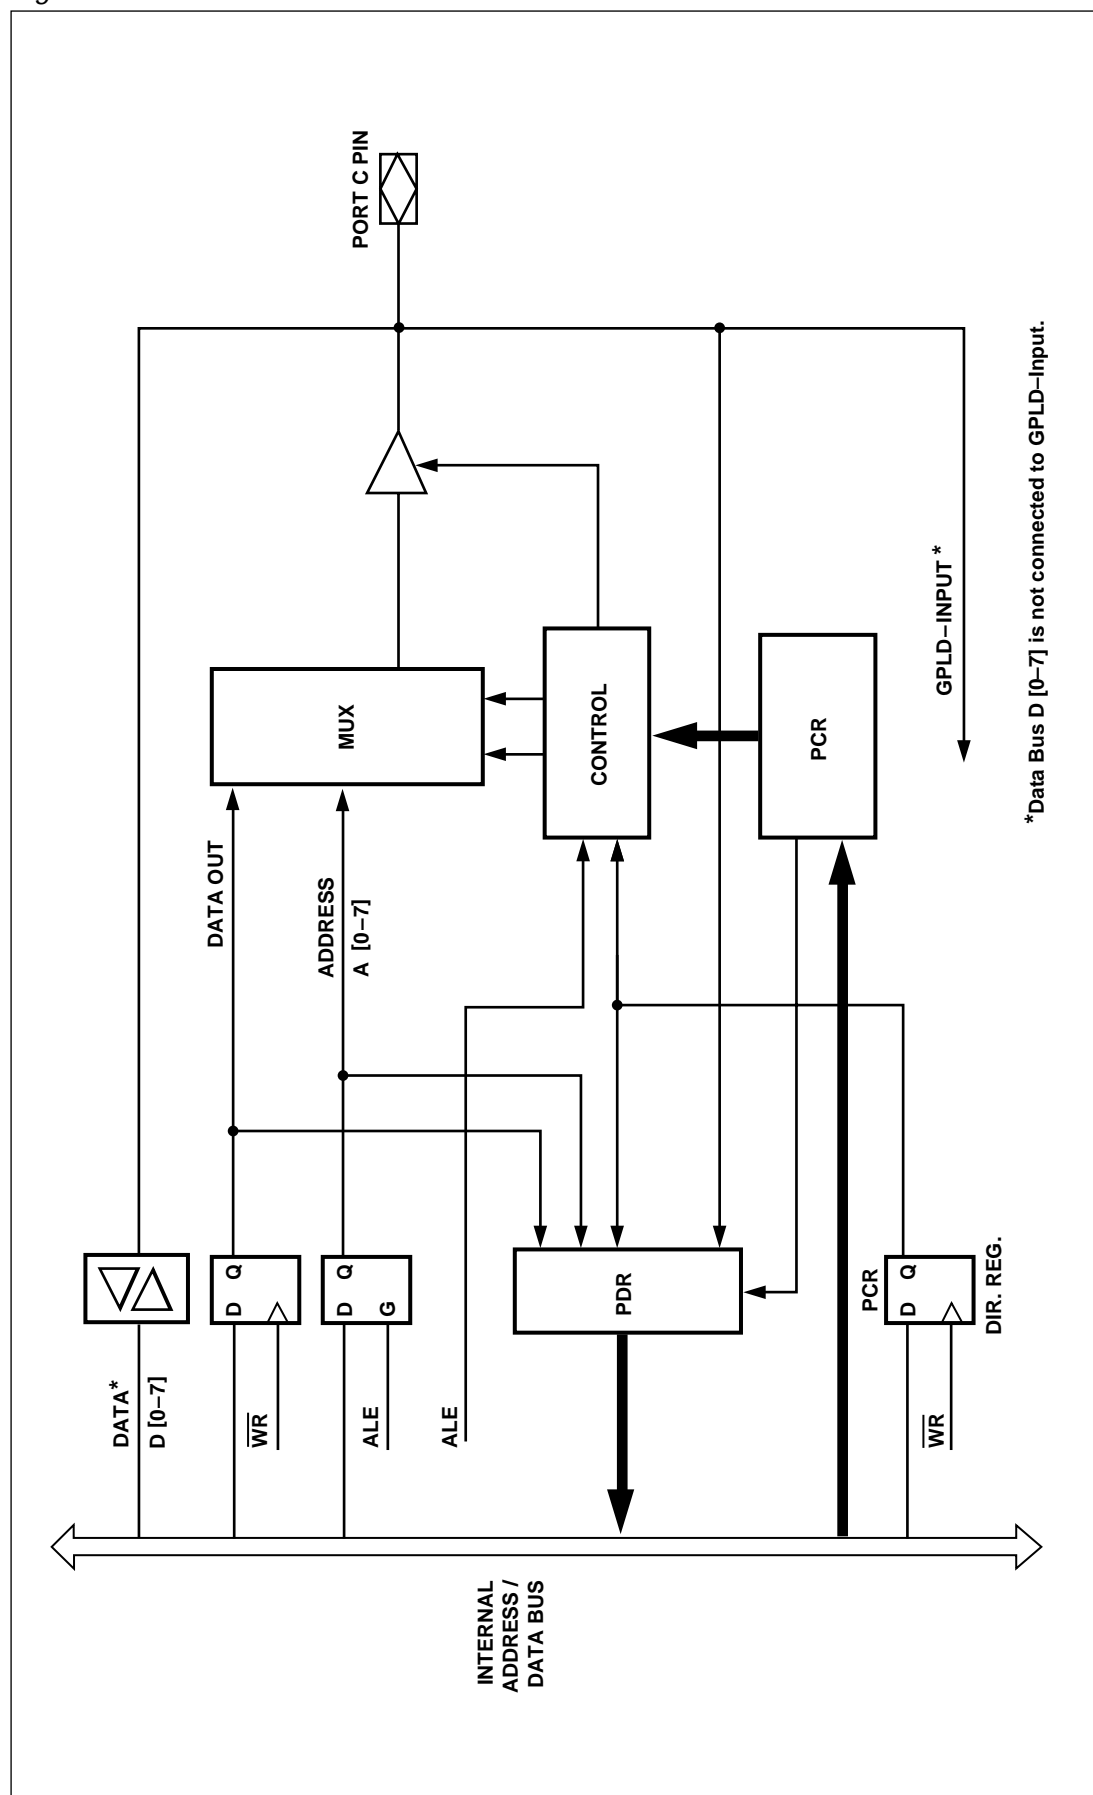 PORT C PIN
DATA OUT
ADDRESS
A [0–7]
MUX
CONTROL
PCR
GPLD–INPUT *
*Data Bus D [0–7] is not connected to GPLD–Input.
DATA*
D [0–7]
D Q
WR
D Q
G
ALE
ALE
PDR
PCR
D Q
DIR. REG.
WR
INTERNAL
ADDRESS /
DATA BUS